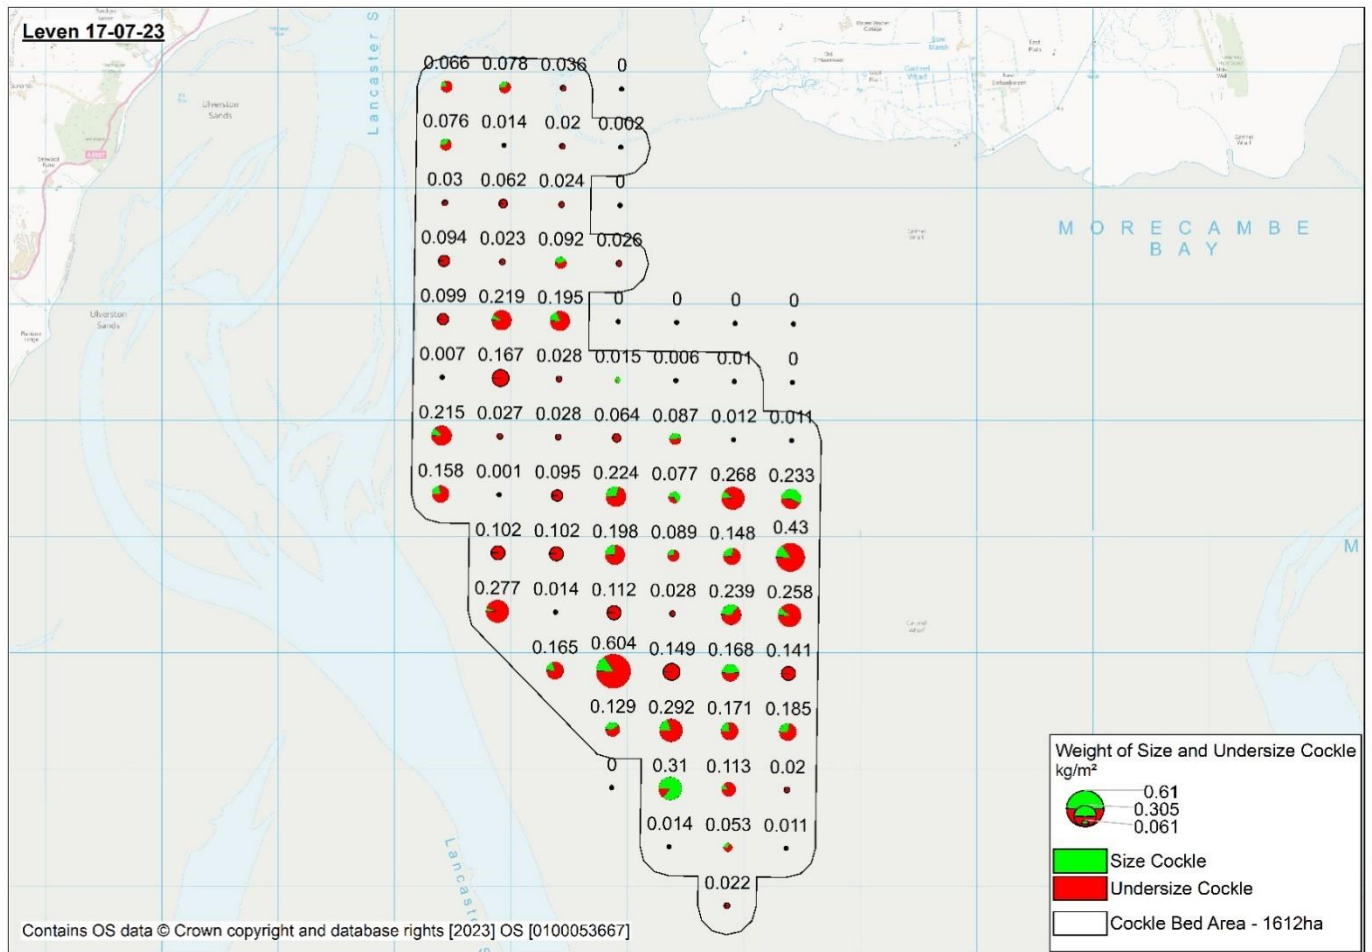 Leven 17-07-23
Lancaster S
Ulverston
Sands
MORECAMBE
BAY
0.066 0.078 0.036 0
0.076 0.014 0.02 0.002
0.03 0.062 0.024 0
0.094 0.023 0.092 0.026
0.099 0.219 0.195 0 0 0 0
Ulverston
Sands
0.007 0.167 0.028 0.015 0.006 0.01 0
0.215 0.027 0.028 0.064 0.087 0.012 0.011
0.158 0.001 0.095 0.224 0.077 0.268 0.233
0.102 0.102 0.198 0.089 0.148 0.43
M
0.277 0.014 0.112 0.028 0.239 0.258
0.165 0.604 0.149 0.168 0.141
0.129 0.292 0.171 0.185
0 0.31 0.113 0.02
0.014 0.053 0.011
0.022
Lancaste
Weight of Size and Undersize Cockle
kg/m²
0.61
0.305
0.061
Size Cockle
Undersize Cockle
Cockle Bed Area - 1612ha
Contains OS data © Crown copyright and database rights [2023] OS [0100053667]